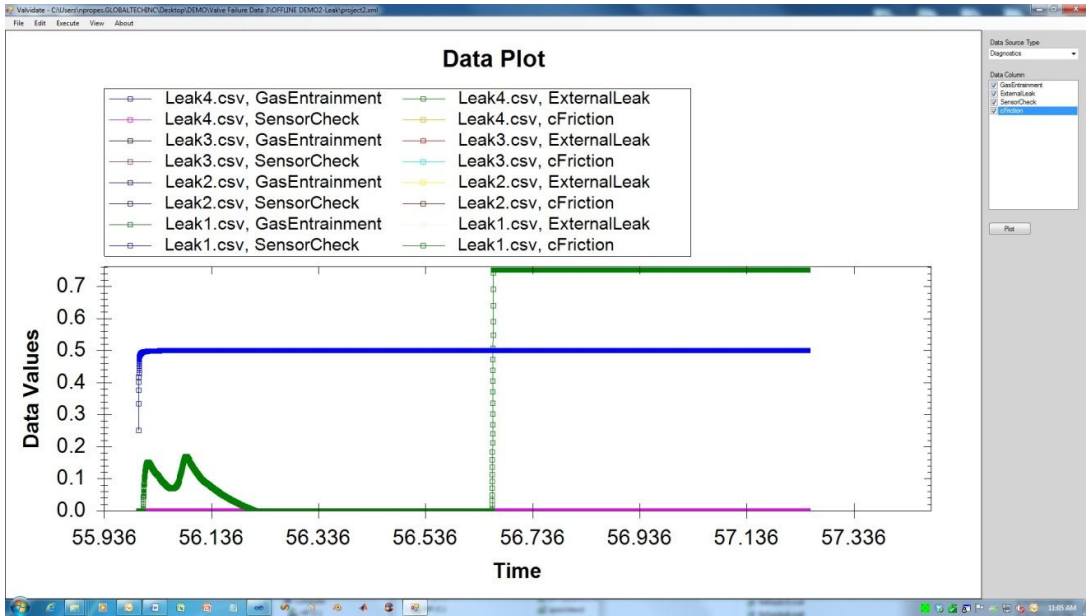 Valvidate - C:\Users\npropes.GLOBALTECHINC\Desktop\DEMO\Valve Failure Data 3\OFFLINE DEMO2-Leak\project2.xml
File Edit Execute View About
Data Plot
Leak4.csv, GasEntrainment Leak4.csv, ExternalLeak
Leak4.csv, SensorCheck Leak4.csv, cFriction
Leak3.csv, GasEntrainment Leak3.csv, ExternalLeak
Leak3.csv, SensorCheck Leak3.csv, cFriction
Leak2.csv, GasEntrainment Leak2.csv, ExternalLeak
Leak2.csv, SensorCheck Leak2.csv, cFriction
Leak1.csv, GasEntrainment Leak1.csv, ExternalLeak
Leak1.csv, SensorCheck Leak1.csv, cFriction
Data Values
0.7
0.6
0.5
0.4
0.3
0.2
0.1
0.0
55.936 56.136 56.336 56.536 56.736 56.936 57.136 57.336
Time
Data Source Type
Diagnostics
Data Column
GasEntrainment
ExternalLeak
SensorCheck
cFriction
Plot
11:05 AM